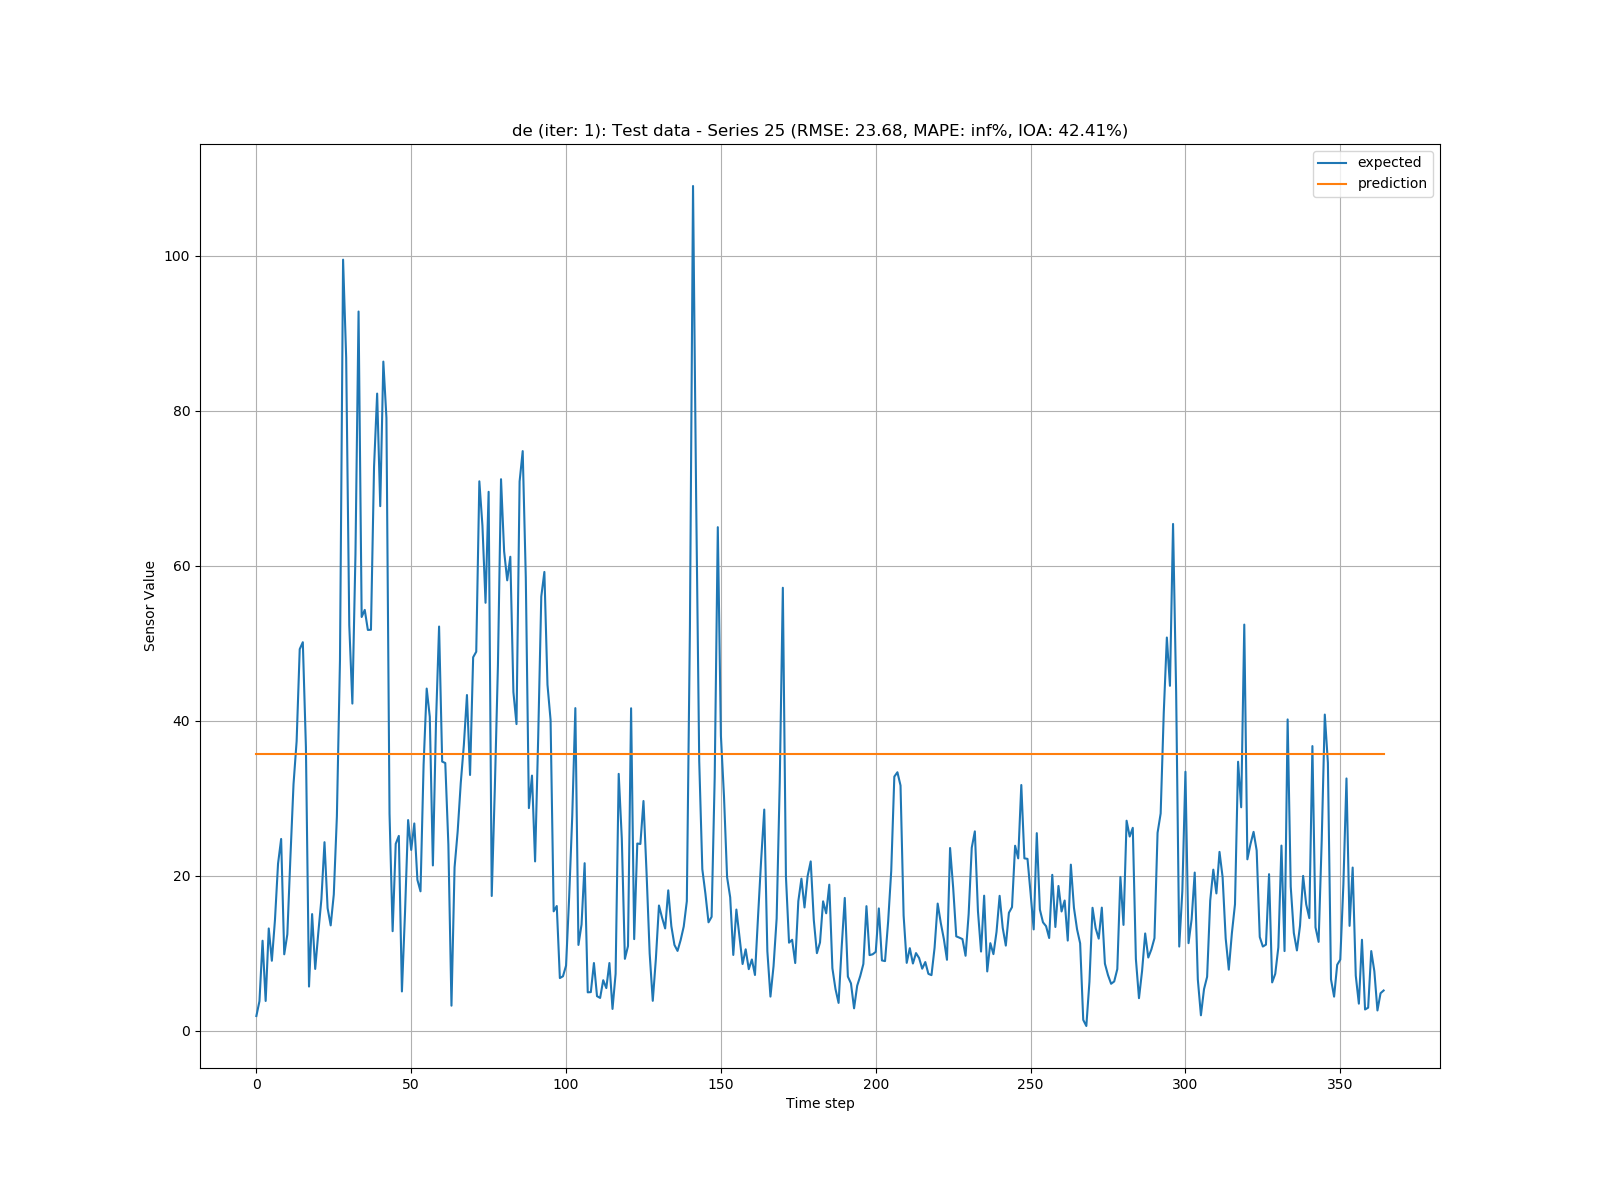 de (iter: 1): Test data - Series 25 (RMSE: 23.68, MAPE: inf%, IOA: 42.41%)
expected
prediction
100
80
60
40
20
0
Sensor Value
0 50 100 150 200 250 300 350
Time step